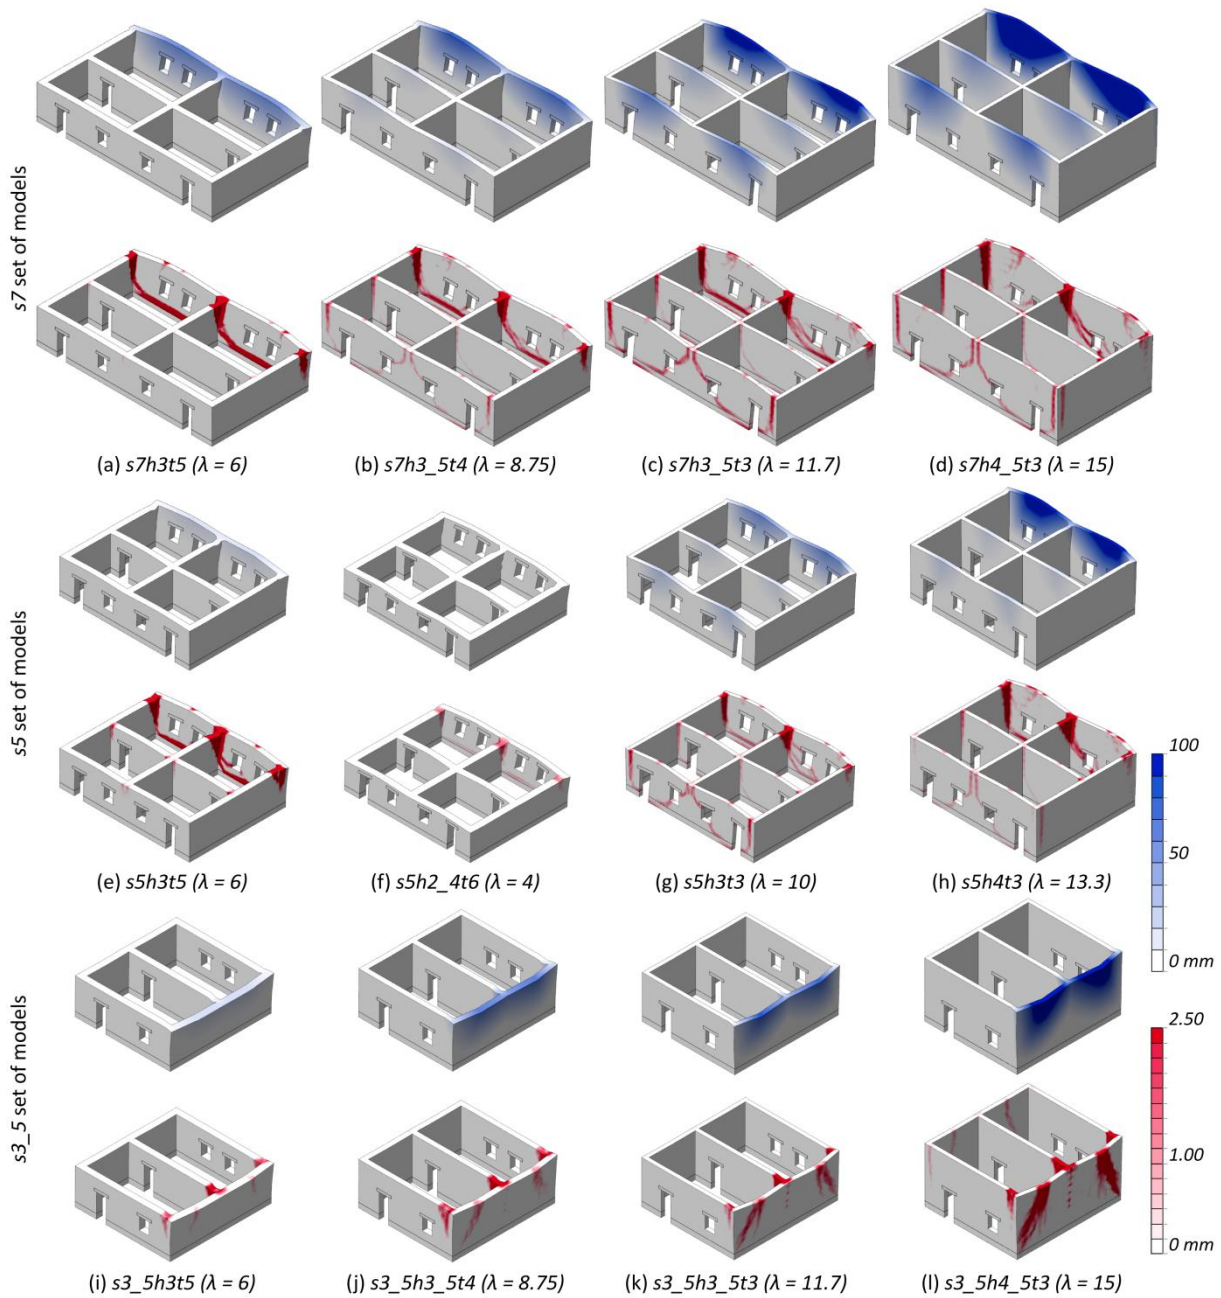 s7 set of models
(a) s7h3t5 (λ = 6)
(b) s7h3_5t4 (λ = 8.75)
(c) s7h3_5t3 (λ = 11.7)
(d) s7h4_5t3 (λ = 15)
s5 set of models
(e) s5h3t5 (λ = 6)
(f) s5h2_4t6 (λ = 4)
(g) s5h3t3 (λ = 10)
(h) s5h4t3 (λ = 13.3)
100
50
0 mm
s3_5 set of models
2.50
1.00
0 mm
(i) s3_5h3t5 (λ = 6)
(j) s3_5h3_5t4 (λ = 8.75)
(k) s3_5h3_5t3 (λ = 11.7)
(l) s3_5h4_5t3 (λ = 15)